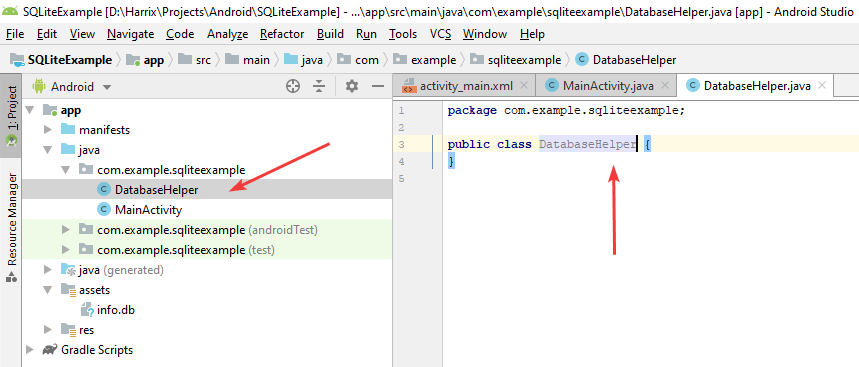 SQLiteExample [D:\Harrix\Projects\Android\SQLiteExample] - ...\app\src\main\java\com\example\sqliteexample\DatabaseHelper.java [app] - Android Studio
File Edit View Navigate Code Analyze Refactor Build Run Tools VCS Window Help
SQLiteExample app src main java com example sqliteexample DatabaseHelper
Android
activity_main.xml MainActivity.java DatabaseHelper.java
1: Project
Resource Manager
app
manifests
java
com.example.sqliteexample
DatabaseHelper
MainActivity
com.example.sqliteexample (androidTest)
com.example.sqliteexample (test)
java (generated)
assets
info.db
res
Gradle Scripts
1 package com.example.sqliteexample;
2
3 public class DatabaseHelper {
4 }
5